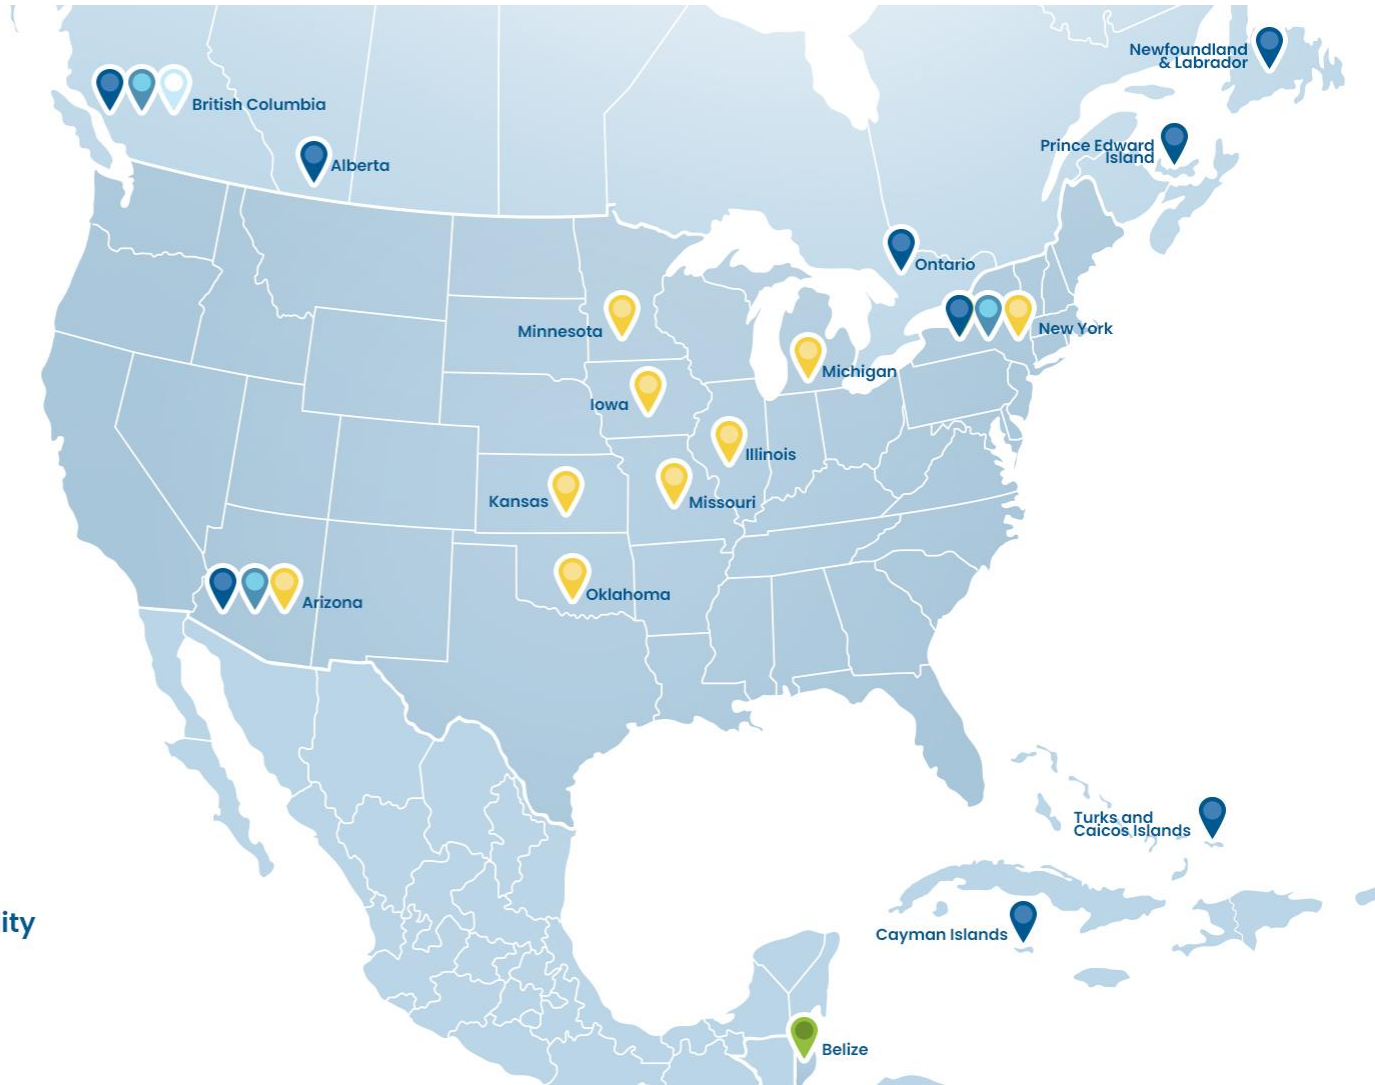 Newfoundland
& Labrador
British Columbia
Prince Edward
Island
Alberta
Ontario
New York
Minnesota
Michigan
Iowa
Illinois
Kansas
Missouri
Oklahoma
Arizona
Turks and
Caicos Islands
ity
Cayman Islands
Belize